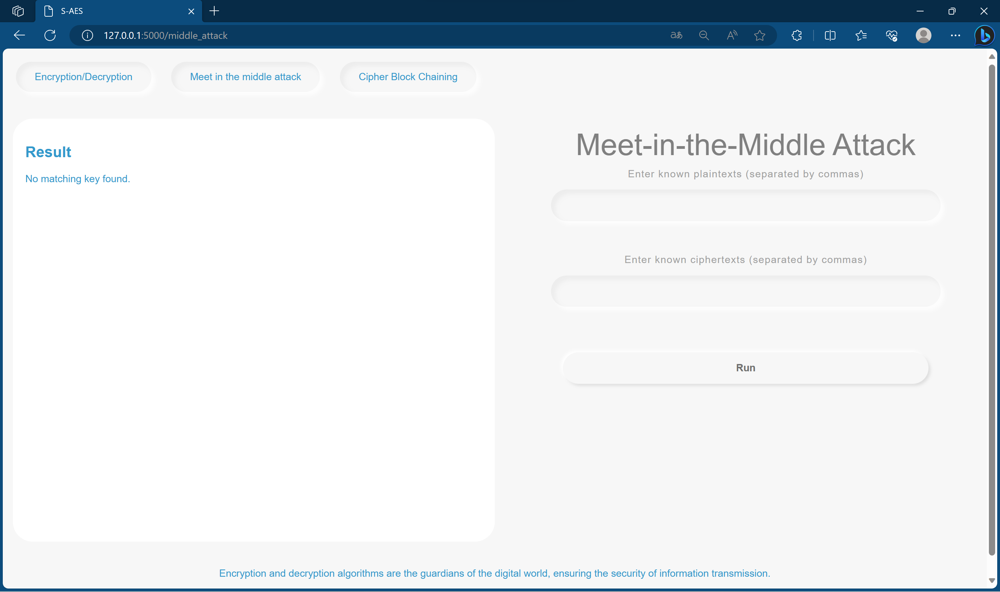 S-AES
127.0.0.1:5000/middle_attack
aあ
A
Encryption/Decryption
Meet in the middle attack
Cipher Block Chaining
Result
No matching key found.
Meet-in-the-Middle Attack
Enter known plaintexts (separated by commas)
Enter known ciphertexts (separated by commas)
Run
Encryption and decryption algorithms are the guardians of the digital world, ensuring the security of information transmission.